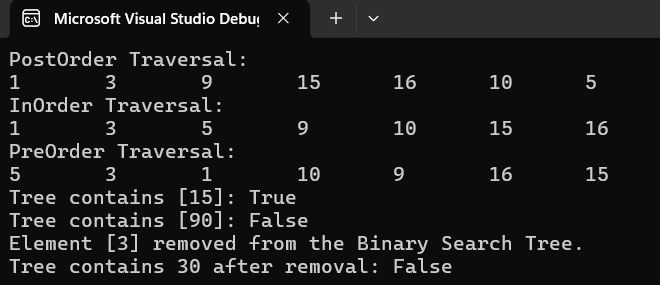 Microsoft Visual Studio Debu
PostOrder Traversal:
1 3 9 15 16 10 5
InOrder Traversal:
1 3 5 9 10 15 16
PreOrder Traversal:
5 3 1 10 9 16 15
Tree contains [15]: True
Tree contains [90]: False
Element [3] removed from the Binary Search Tree.
Tree contains 30 after removal: False